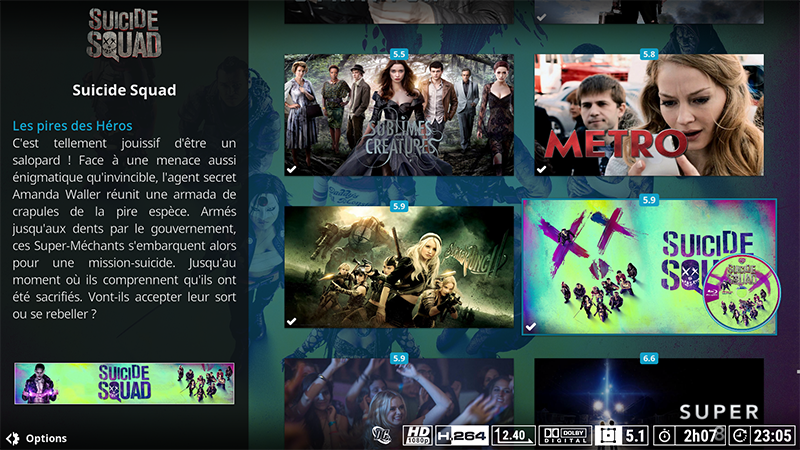 SUICIDE
SQUAD
Suicide Squad
Les pires des Héros
C'est tellement jouissif d'être un
salopard ! Face à une menace aussi
énigmatique qu'invincible, l'agent secret
Amanda Waller réunit une armada de
crapules de la pire espèce. Armés
jusqu'aux dents par le gouvernement,
ces Super-Méchants s'embarquent alors
pour une mission-suicide. Jusqu'au
moment où ils comprennent qu'ils ont
été sacrifiés. Vont-ils accepter leur sort
ou se rebeller ?
SUICIDE
SQUAD
Options
5.5
SUBLIMES
CREATURES
5.8
METRO
5.9
5.9
SUICIDE
SQUAD
SUICIDE
SQUAD
5.9
6.6
SUPER
8
DC
HD
1080p
H.264
2.40
DOLBY
DIGITAL
5.1
2h07
23:05